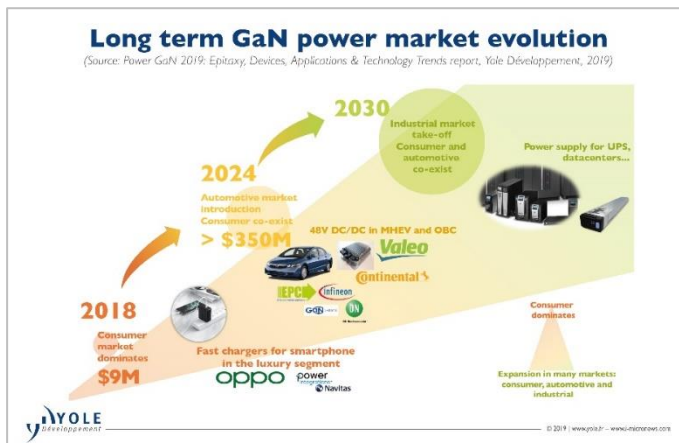 Long term GaN power market evolution
(Source: Power GaN 2019: Epitaxy, Devices, Applications & Technology Trends report, Yole Développement, 2019)
2030
Industrial market
take-off
Consumer and
automotive
co-exist
Power supply for UPS,
datacenters...
2024
Automotive market
introduction
Consumer co-exist
> $350M
48V DC/DC in MHEV and OBC
Valeo
Continental
EPC
infineon
GaN
ON
2018
Consumer
market
dominates
$9M
Fast chargers for smartphone
in the luxury segment
oppo
power
integrations
Navitas
Consumer
dominates
Expansion in many markets:
consumer, automotive and
industrial
YOLE
Développement
© 2019 | www.yole.fr – www.i-micronews.com